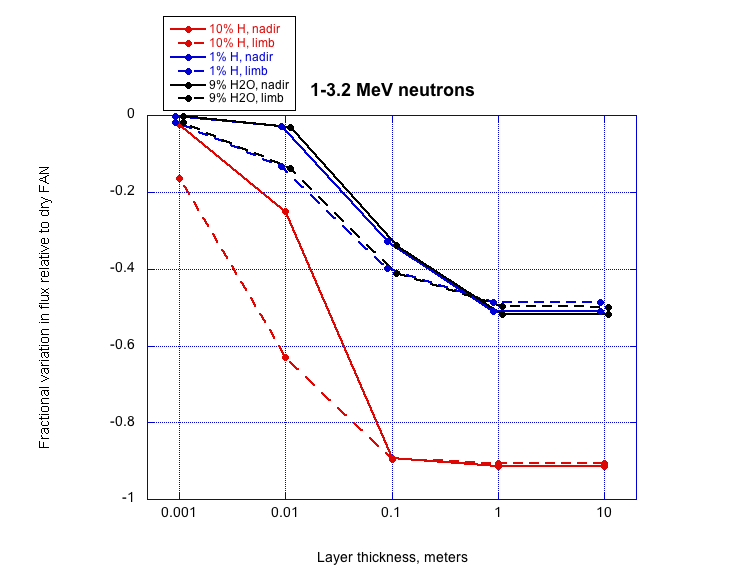 10% H, nadir
10% H, limb
1% H, nadir
1% H, limb
9% H2O, nadir
9% H2O, limb
1-3.2 MeV neutrons
Fractional variation in flux relative to dry FAN
0
-0.2
-0.4
-0.6
-0.8
-1
0.001 0.01 0.1 1 10
Layer thickness, meters